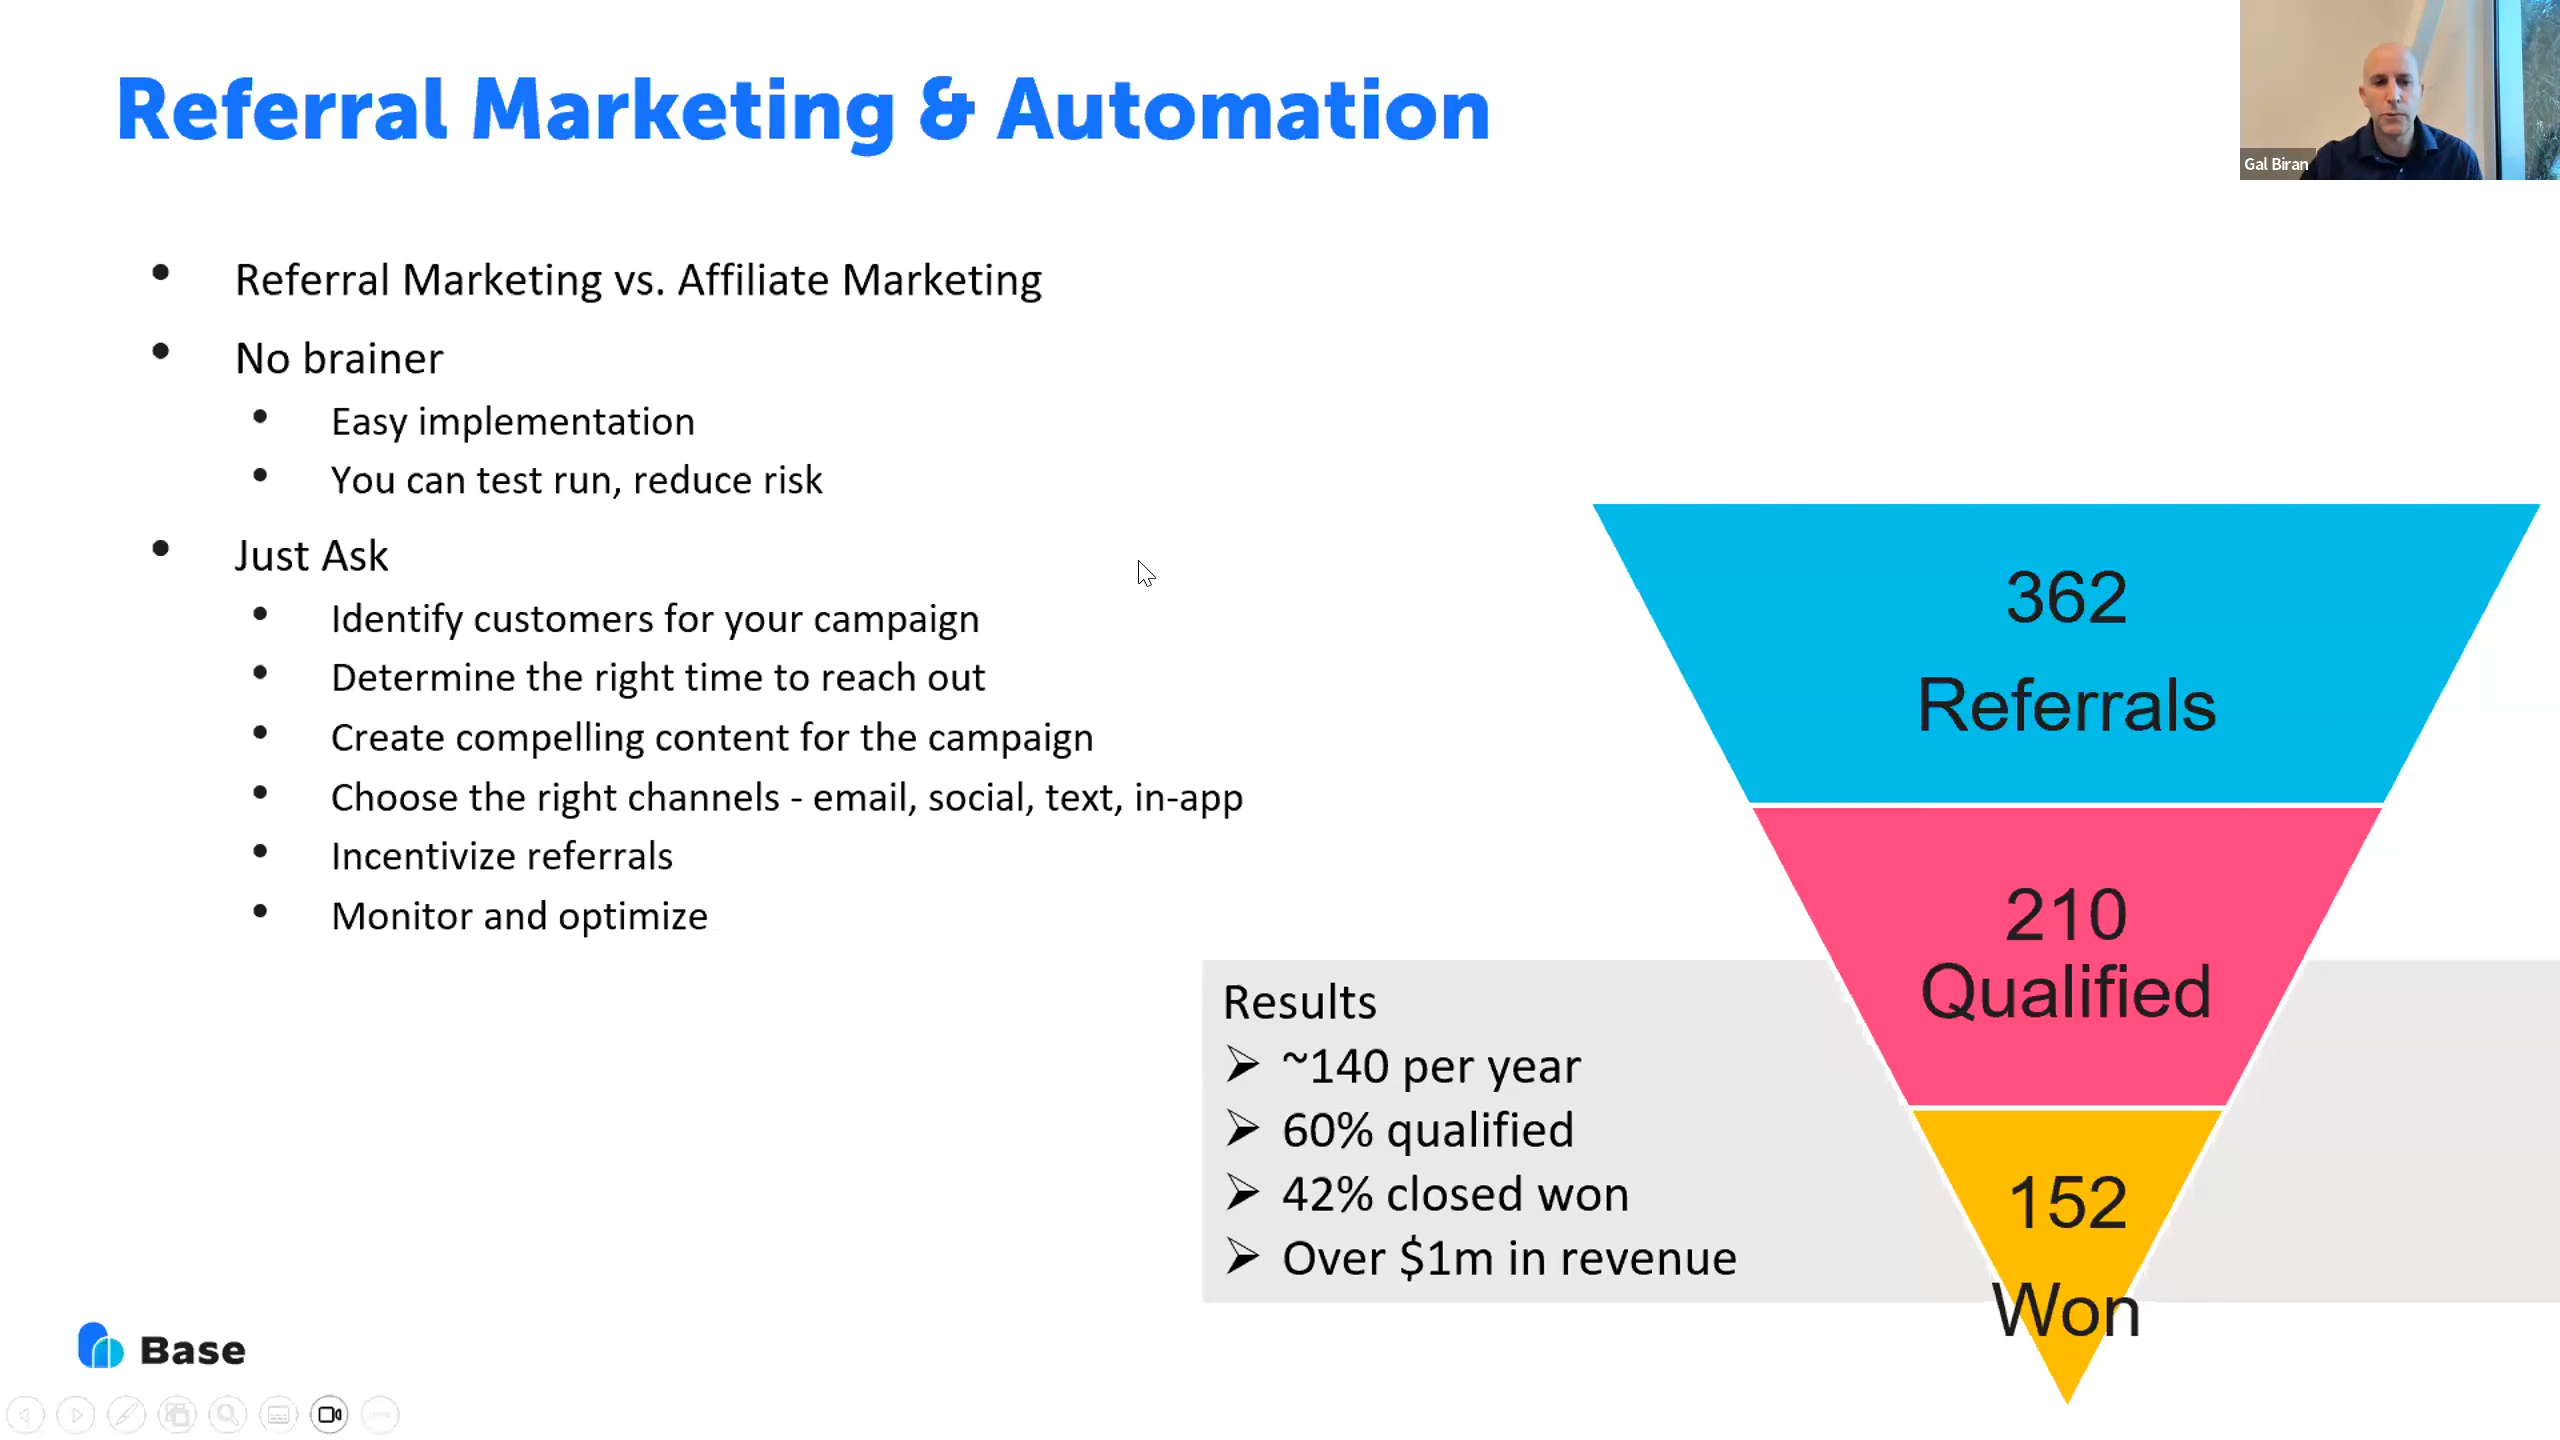 Referral Marketing & Automation
Gal Biran
Referral Marketing vs. Affiliate Marketing
No brainer
Easy implementation
You can test run, reduce risk
Just Ask
Identify customers for your campaign
Determine the right time to reach out
Create compelling content for the campaign
Choose the right channels - email, social, text, in-app
Incentivize referrals
Monitor and optimize
362
Referrals
210
Qualified
152
Won
Results
~140 per year
60% qualified
42% closed won
Over $1m in revenue
Base